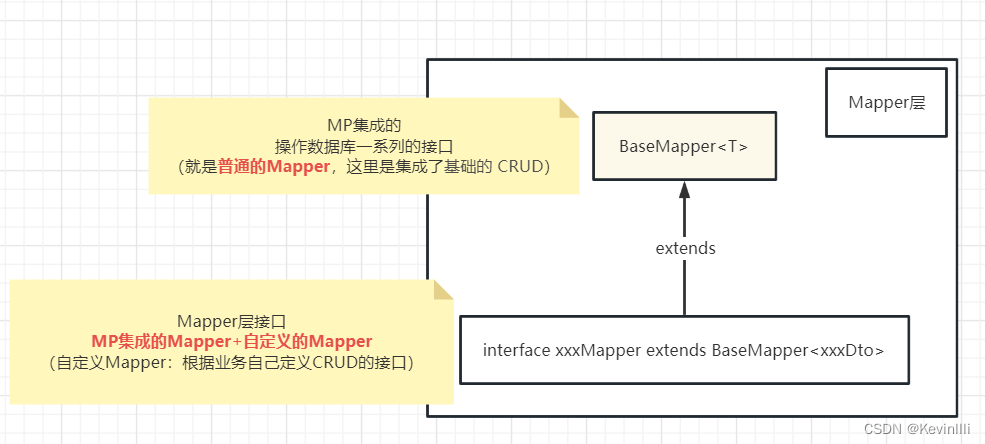 Mapper层
MP集成的
操作数据库一系列的接口
（就是普通的Mapper，这里是集成了基础的 CRUD）
BaseMapper<T>
extends
Mapper层接口
MP集成的Mapper+自定义的Mapper
（自定义Mapper：根据业务自己定义CRUD的接口）
interface xxxMapper extends BaseMapper<xxxDto>
CSDN @KevinIlli